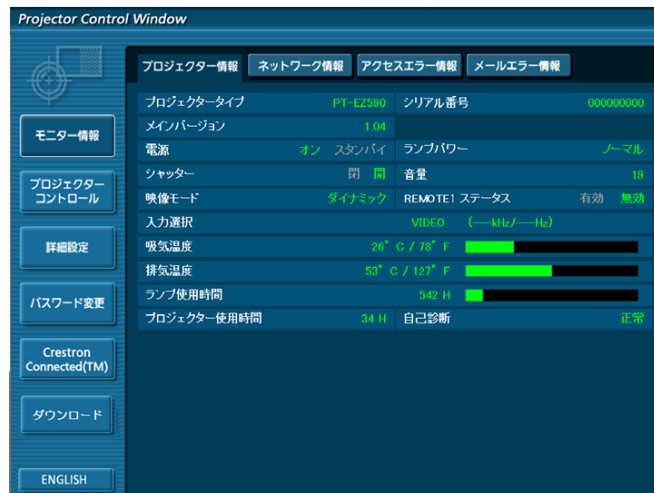 Projector Control Window
プロジェクター情報 ネットワーク情報 アクセスエラー情報 メールエラー情報
モニター情報
プロジェクター
コントロール
詳細設定
パスワード変更
Crestron
Connected(TM)
ダウンロード
ENGLISH
プロジェクタータイプ PT-EZ590 シリアル番号 000000000
メインバージョン 1.04
電源 オン スタンバイ ランプパワー ノーマル
シャッター 閉 開 音量 19
映像モード ダイナミック REMOTE1 ステータス 有効 無効
入力選択 VIDEO (---kHz/---Hz)
吸気温度 26° C / 78° F
排気温度 53° C / 127° F
ランプ使用時間 542 H
プロジェクター使用時間 34 H 自己診断 正常